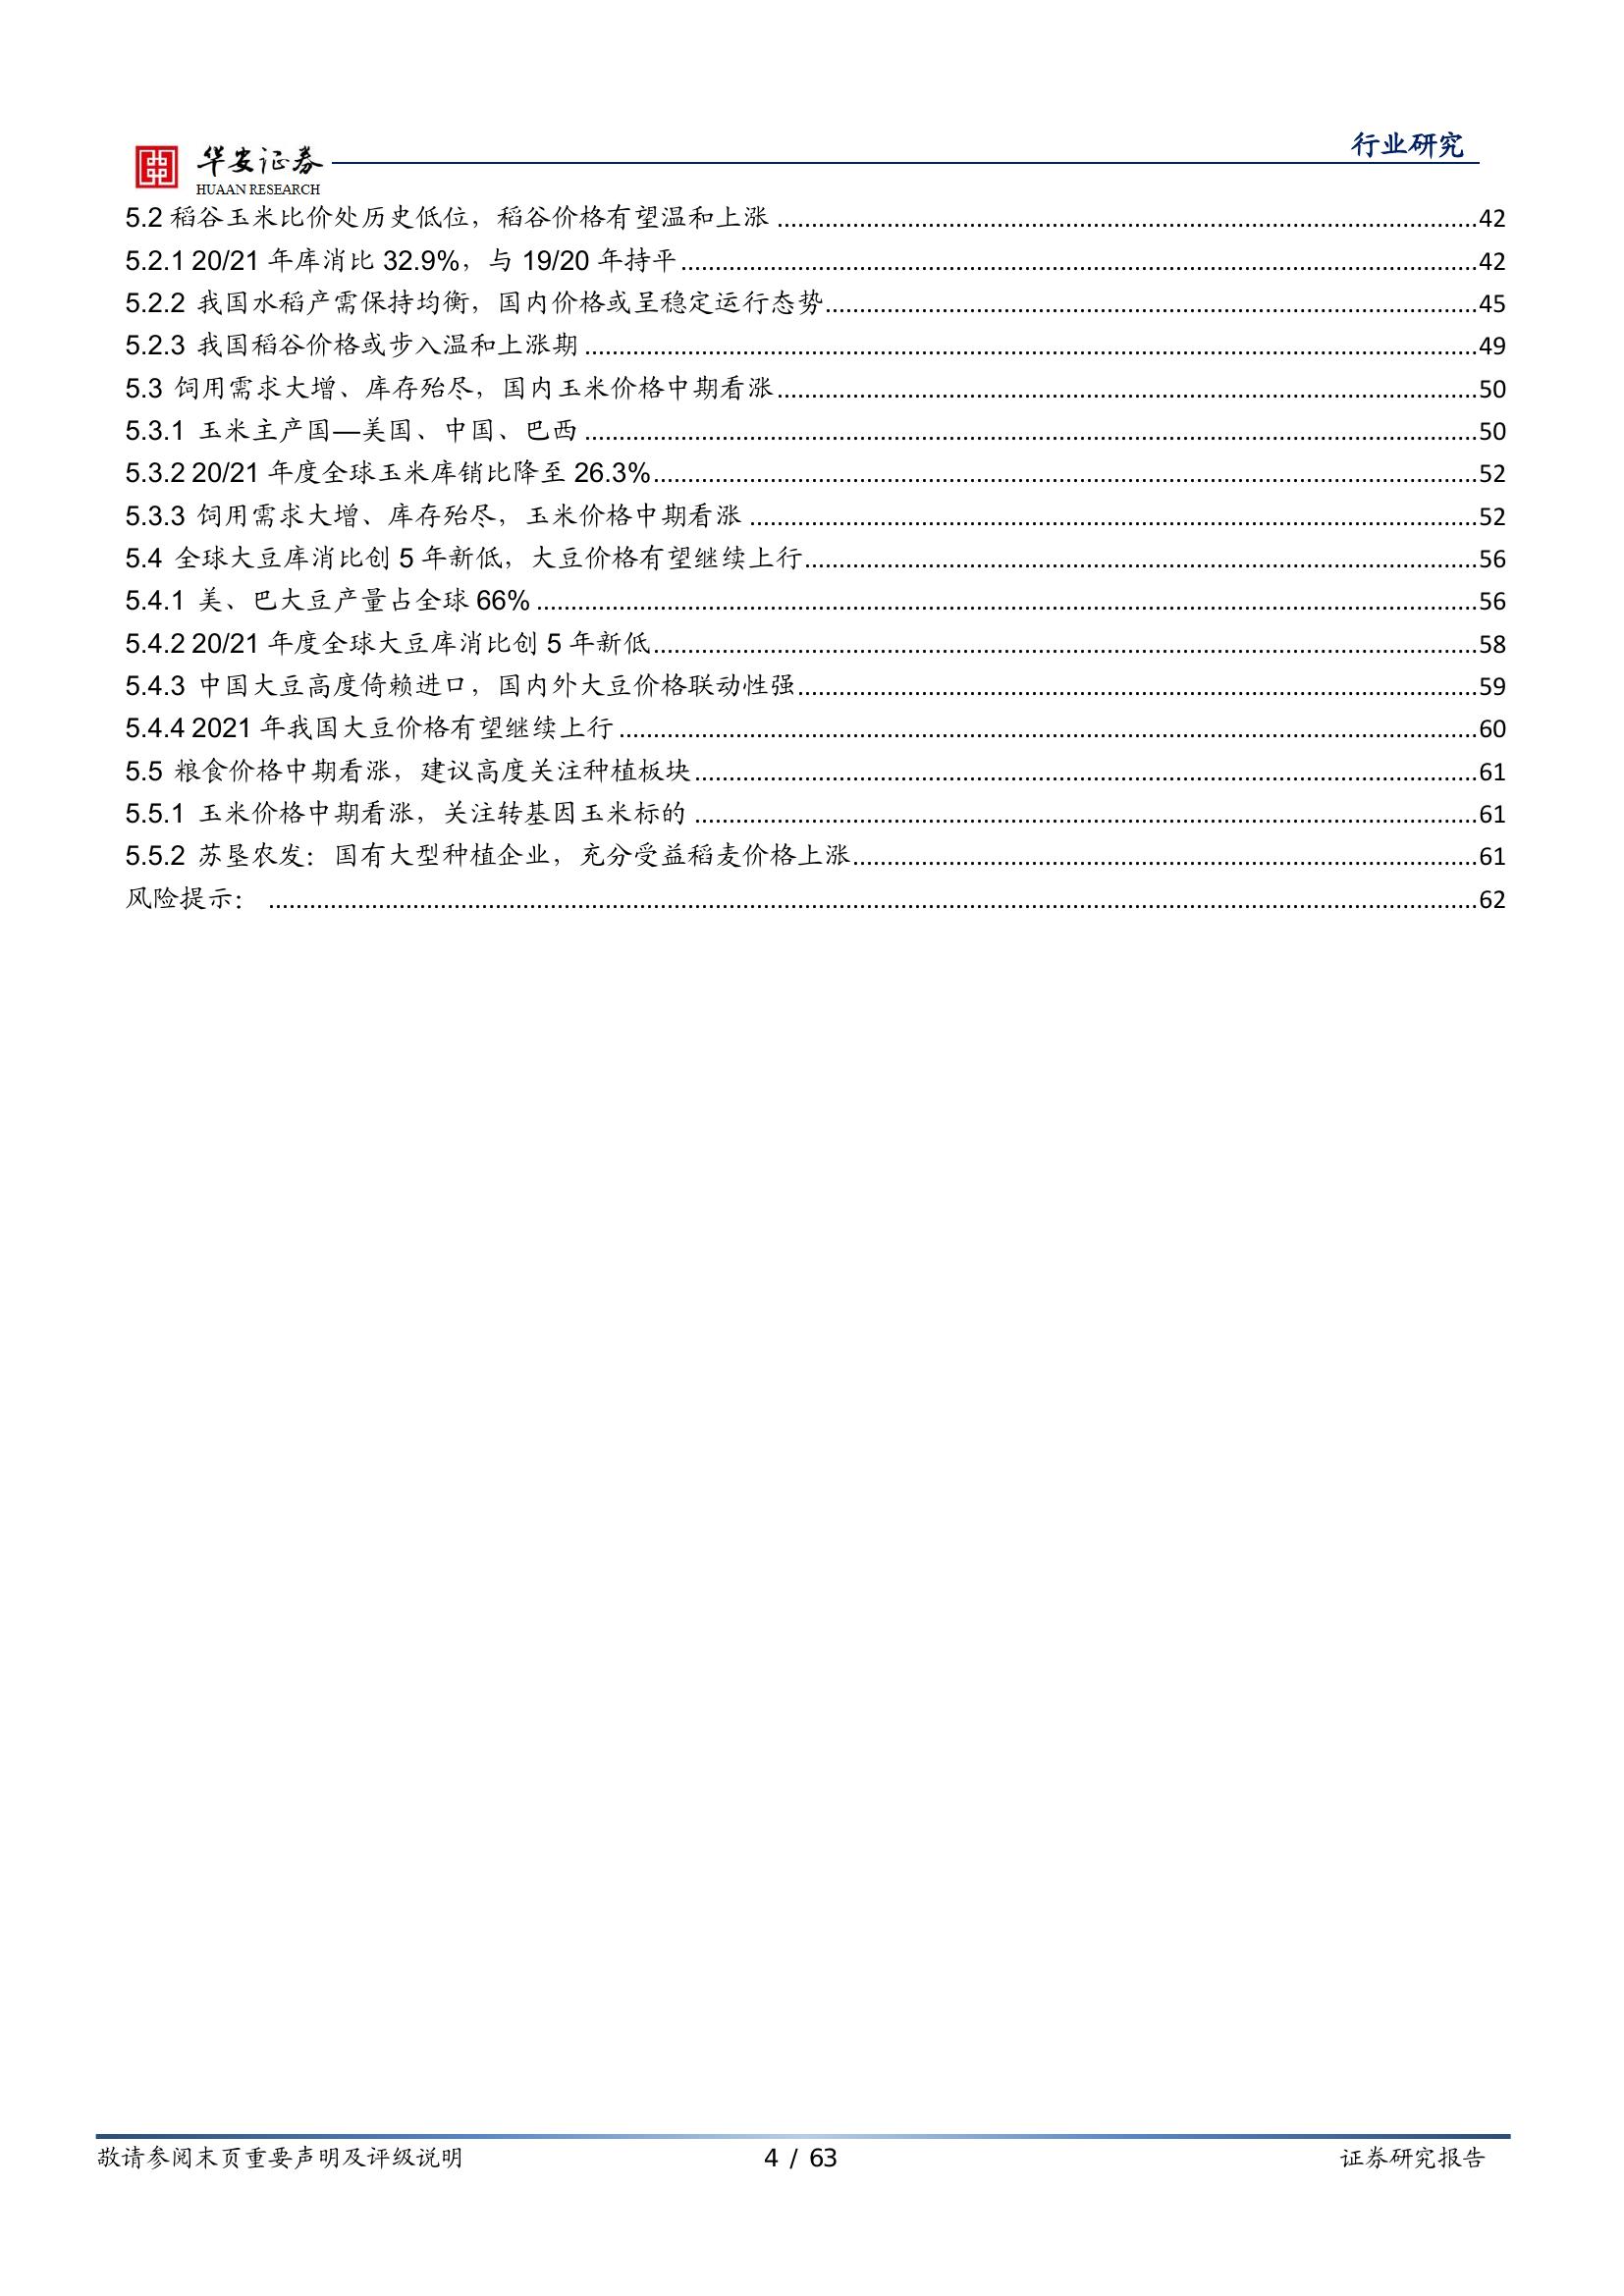 行业研究
华安证券
HUAAN RESEARCH
5.2 稻谷玉米比价处历史低位，稻谷价格有望温和上涨 ........ 42
5.2.1 20/21 年库消比 32.9%，与 19/20 年持平 ........ 42
5.2.2 我国水稻产需保持均衡，国内价格或呈稳定运行态势 ........ 45
5.2.3 我国稻谷价格或步入温和上涨期 ........ 49
5.3 饲用需求大增、库存殆尽，国内玉米价格中期看涨 ........ 50
5.3.1 玉米主产国—美国、中国、巴西 ........ 50
5.3.2 20/21 年度全球玉米库销比降至 26.3% ........ 52
5.3.3 饲用需求大增、库存殆尽，玉米价格中期看涨 ........ 52
5.4 全球大豆库消比创 5 年新低，大豆价格有望继续上行 ........ 56
5.4.1 美、巴大豆产量占全球 66% ........ 56
5.4.2 20/21 年度全球大豆库消比创 5 年新低 ........ 58
5.4.3 中国大豆高度倚赖进口，国内外大豆价格联动性强 ........ 59
5.4.4 2021 年我国大豆价格有望继续上行 ........ 60
5.5 粮食价格中期看涨，建议高度关注种植板块 ........ 61
5.5.1 玉米价格中期看涨，关注转基因玉米标的 ........ 61
5.5.2 苏垦农发：国有大型种植企业，充分受益稻麦价格上涨 ........ 61
风险提示： ........ 62
敬请参阅末页重要声明及评级说明 4 / 63 证券研究报告